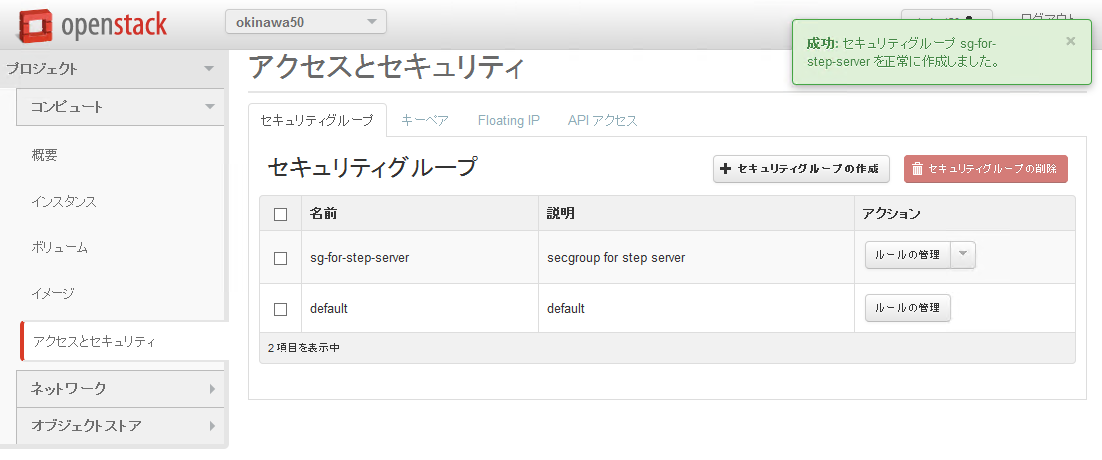 openstack
okinawa50
ログアウト
成功: セキュリティグループ sg-for-
step-server を正常に作成しました。
×
プロジェクト
コンピュート
概要
インスタンス
ボリューム
イメージ
アクセスとセキュリティ
ネットワーク
オブジェクトストア
アクセスとセキュリティ
セキュリティグループ
キーペア
Floating IP
API アクセス
セキュリティグループ
+ セキュリティグループの作成
セキュリティグループの削除
名前
説明
アクション
sg-for-step-server
secgroup for step server
ルールの管理
default
default
ルールの管理
2 項目を表示中